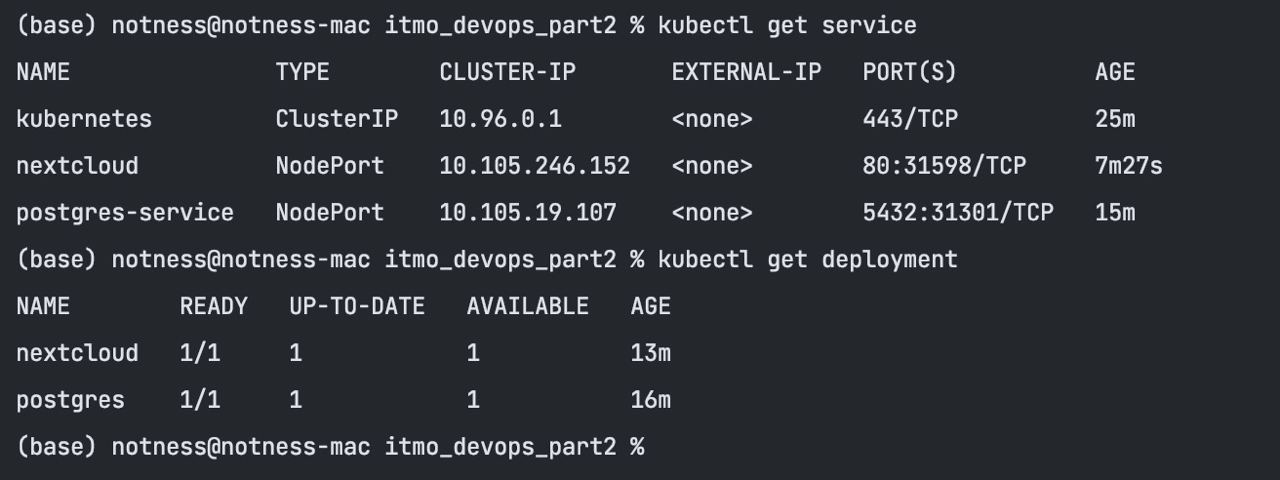 (base) notness@notness-mac itmo_devops_part2 % kubectl get service
NAME               TYPE        CLUSTER-IP       EXTERNAL-IP   PORT(S)          AGE
kubernetes         ClusterIP   10.96.0.1        <none>        443/TCP          25m
nextcloud          NodePort    10.105.246.152   <none>        80:31598/TCP     7m27s
postgres-service   NodePort    10.105.19.107    <none>        5432:31301/TCP   15m
(base) notness@notness-mac itmo_devops_part2 % kubectl get deployment
NAME        READY   UP-TO-DATE   AVAILABLE   AGE
nextcloud   1/1     1            1           13m
postgres    1/1     1            1           16m
(base) notness@notness-mac itmo_devops_part2 %